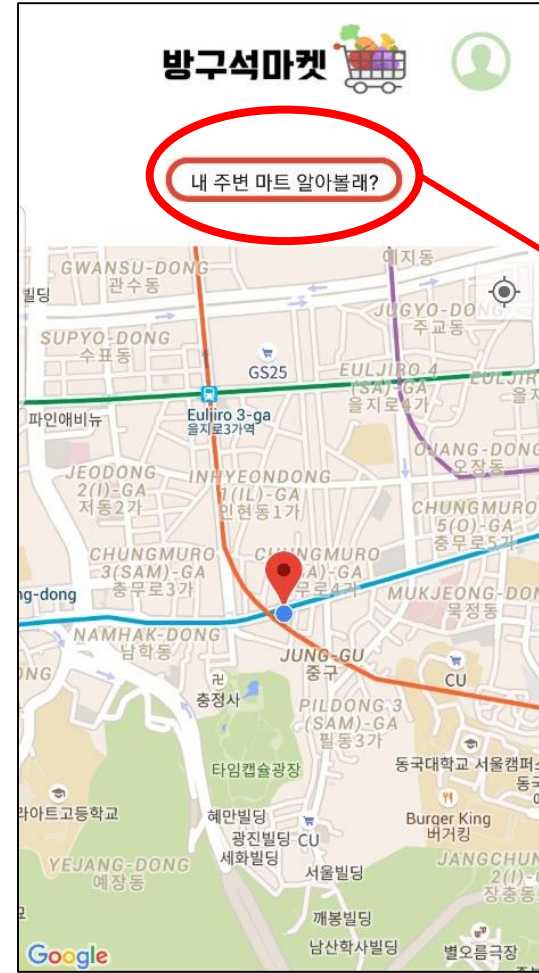 방구석마켓
내 주변 마트 알아볼래?
GWANSU-DONG
관수동
빌딩
JUGYO-DONG
주교동
SUPYO-DONG
수표동
GS25
EULJIRO 4
(SA)-GA
을지로4가
파인애비뉴
Euljiro 3-ga
을지로3가역
OJANG-DONG
오장동
JEODONG
2(I)-GA
저동2가
INHYEONDONG
1(IL)-GA
인현동1가
CHUNGMURO
5(O)-GA
충무로5가
CHUNGMURO
3(SAM)-GA
충무로3가
CHUNGMURO
무로4가
ng-dong
MUKJEONG-DON
묵정동
NAMHAK-DONG
남학동
JUNG-GU
중구
CU
충정사
PILDONG 3
(SAM)-GA
필동3가
타임캡슐광장
동국대학교 서울캠퍼스
동국
라아트고등학교
혜만빌딩
광진빌딩 CU
세화빌딩
Burger King
버거킹
YEJANG-DONG
예장동
서울빌딩
JANGCHUN
2(I)-
장충동
깨봉빌딩
남산학사빌딩
별오름극장
Google